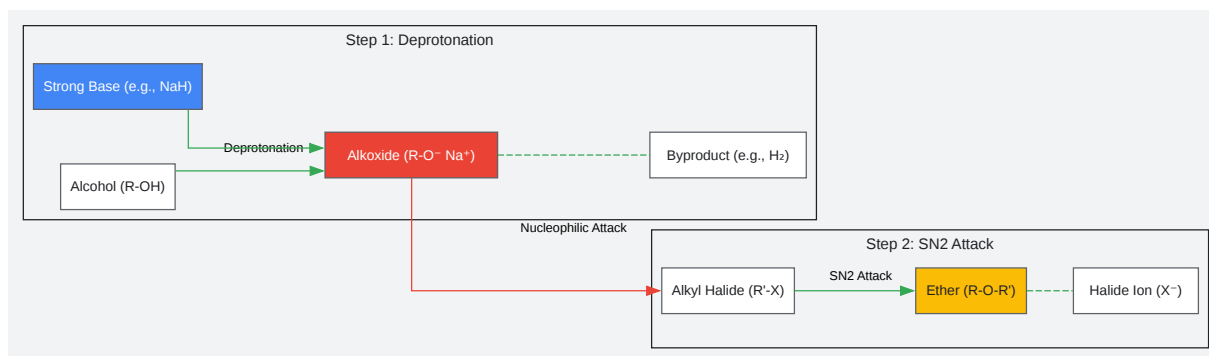 Step 1: Deprotonation
Strong Base (e.g., NaH)
Deprotonation
Alkoxide (R-O⁻ Na⁺)
Byproduct (e.g., H₂)
Alcohol (R-OH)
Nucleophilic Attack
Step 2: SN2 Attack
Alkyl Halide (R'-X)
SN2 Attack
Ether (R-O-R')
Halide Ion (X⁻)